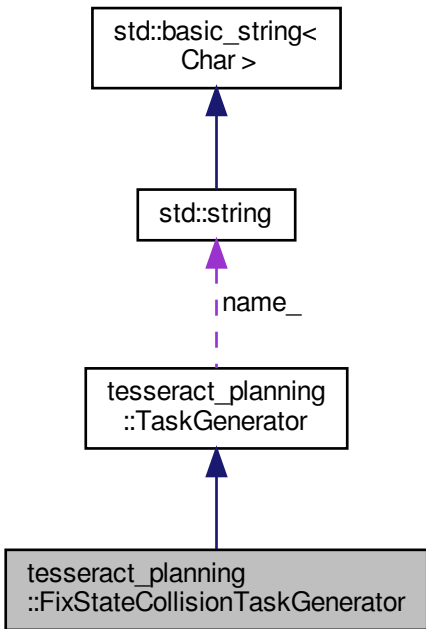 std::basic_string<
Char >
std::string
name_
tesseract_planning
::TaskGenerator
tesseract_planning
::FixStateCollisionTaskGenerator